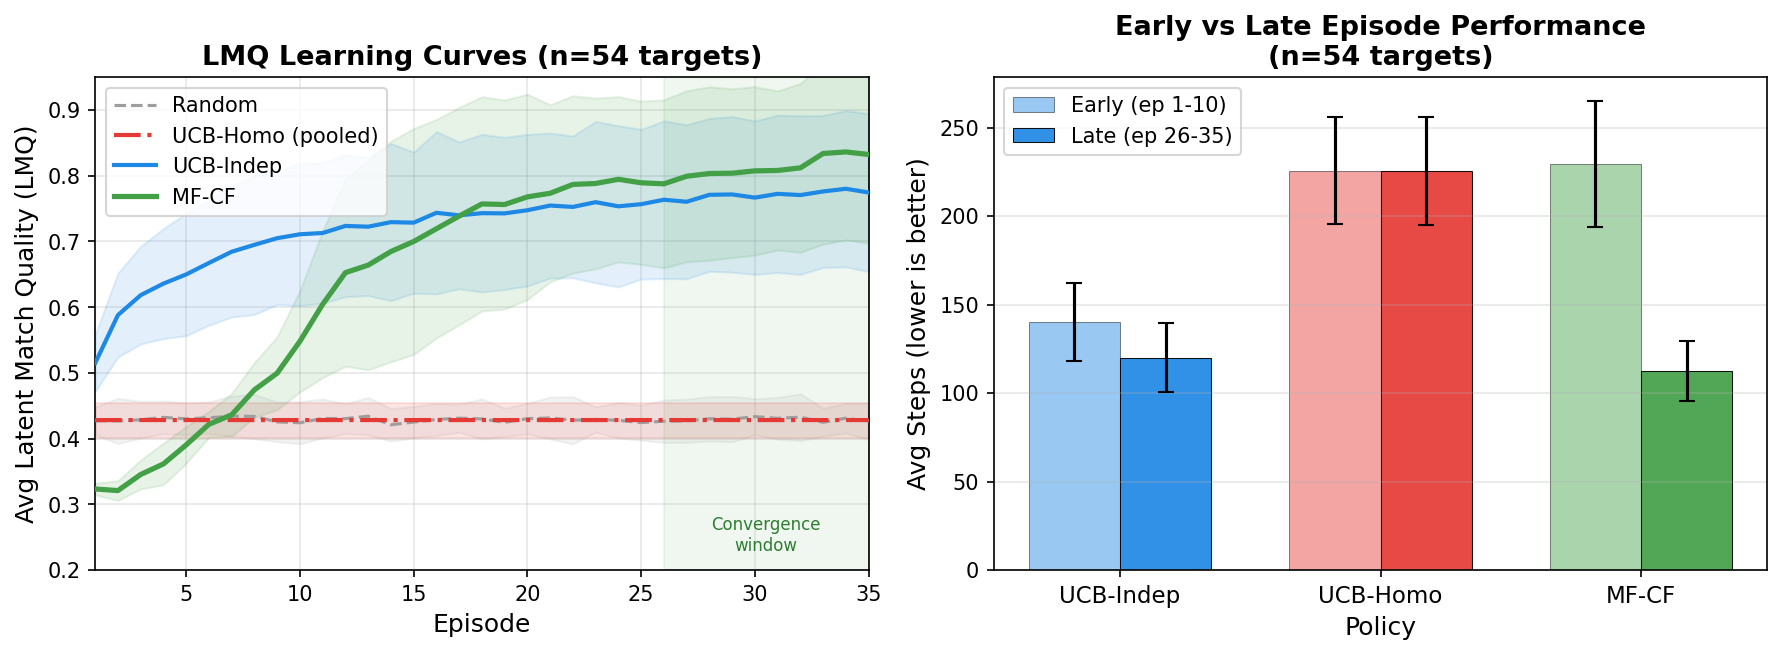 LMQ Learning Curves (n=54 targets)
Avg Latent Match Quality (LMQ)
0.9
0.8
0.7
0.6
0.5
0.4
0.3
0.2
Random
UCB-Homo (pooled)
UCB-Indep
MF-CF
Convergence
window
5
10
15
20
25
30
35
Episode
Early vs Late Episode Performance
(n=54 targets)
Avg Steps (lower is better)
250
200
150
100
50
0
Early (ep 1-10)
Late (ep 26-35)
UCB-Indep
UCB-Homo
MF-CF
Policy